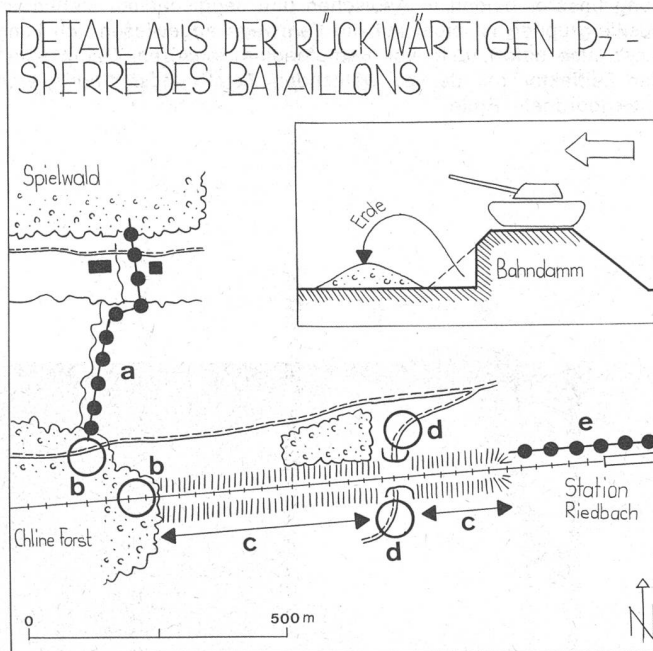 DETAIL AUS DER RÜCKWÄRTIGEN PZ-
SPERRE DES BATAILLONS
Spielwald
Erde
Bahndamm
a
b
b
c
d
d
c
e
Station
Riedbach
Chline Forst
0
500 m
N